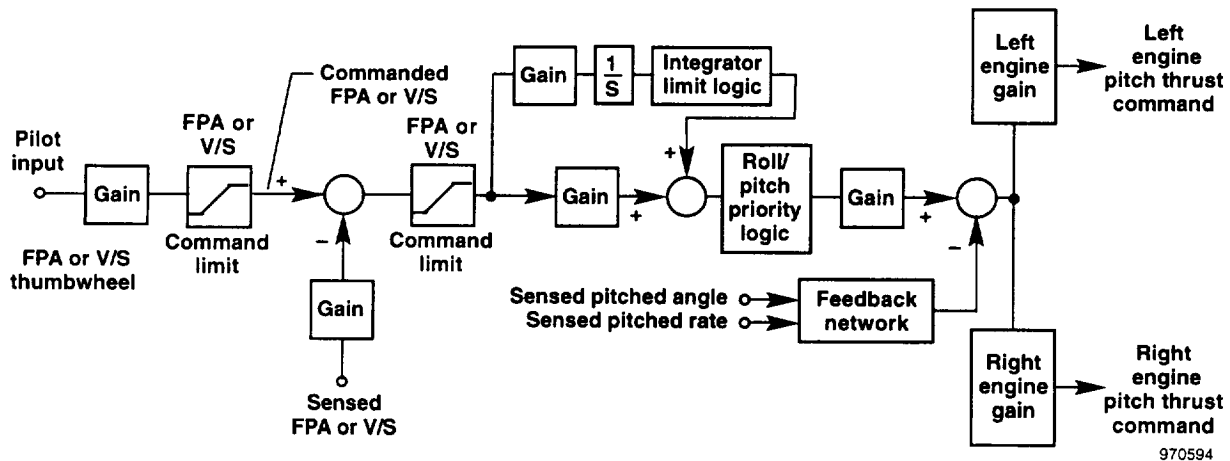 Pilot
input
Gain
FPA or V/S
thumbwheel
FPA or
V/S
Command
limit
Commanded
FPA or V/S
+
−
Gain
Sensed
FPA or V/S
FPA or
V/S
Command
limit
Gain
1
S
Integrator
limit logic
Gain
+
+
Roll/
pitch
priority
logic
Gain
+
−
Sensed pitched angle
Sensed pitched rate
Feedback
network
Left
engine
gain
Left
engine
pitch thrust
command
Right
engine
gain
Right
engine
pitch thrust
command
970594